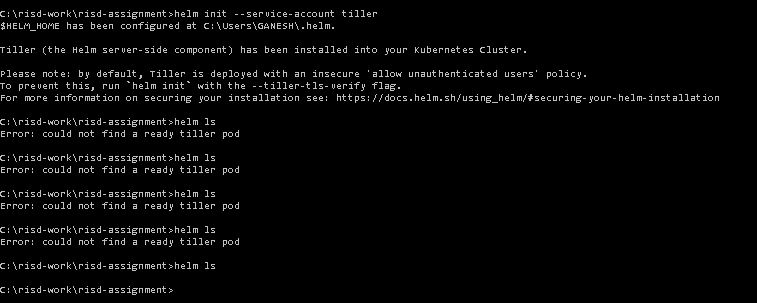 C:\risd-work\risd-assignment>helm init --service-account tiller
$HELM_HOME has been configured at C:\Users\GANESH\.helm.
Tiller (the Helm server-side component) has been installed into your Kubernetes Cluster.
Please note: by default, Tiller is deployed with an insecure 'allow unauthenticated users' policy.
To prevent this, run `helm init` with the --tiller-tls-verify flag.
For more information on securing your installation see: https://docs.helm.sh/using_helm/#securing-your-helm-installation
C:\risd-work\risd-assignment>helm ls
Error: could not find a ready tiller pod
C:\risd-work\risd-assignment>helm ls
Error: could not find a ready tiller pod
C:\risd-work\risd-assignment>helm ls
Error: could not find a ready tiller pod
C:\risd-work\risd-assignment>helm ls
Error: could not find a ready tiller pod
C:\risd-work\risd-assignment>helm ls
C:\risd-work\risd-assignment>